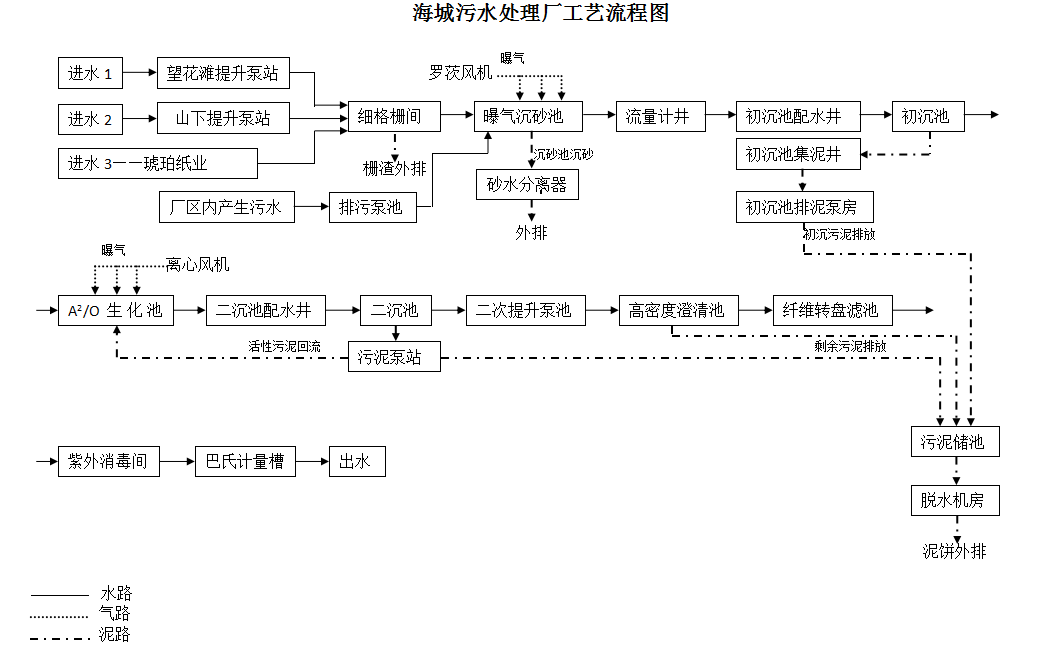 海城污水处理厂工艺流程图
曝气
罗茨风机
进水 1
望花滩提升泵站
进水 2
山下提升泵站
细格栅间
曝气沉砂池
流量计井
初沉池配水井
初沉池
进水 3一一琥珀纸业
栅渣外排
沉砂池沉砂
初沉池集泥井
砂水分离器
厂区内产生污水
排污泵池
初沉池排泥泵房
外排
初沉污泥排放
曝气
离心风机
A²/O 生 化 池
二沉池配水井
二沉池
二次提升泵池
高密度澄清池
纤维转盘滤池
活性污泥回流
污泥泵站
剩余污泥排放
污泥储池
紫外消毒间
巴氏计量槽
出水
脱水机房
泥饼外排
水路
气路
泥路